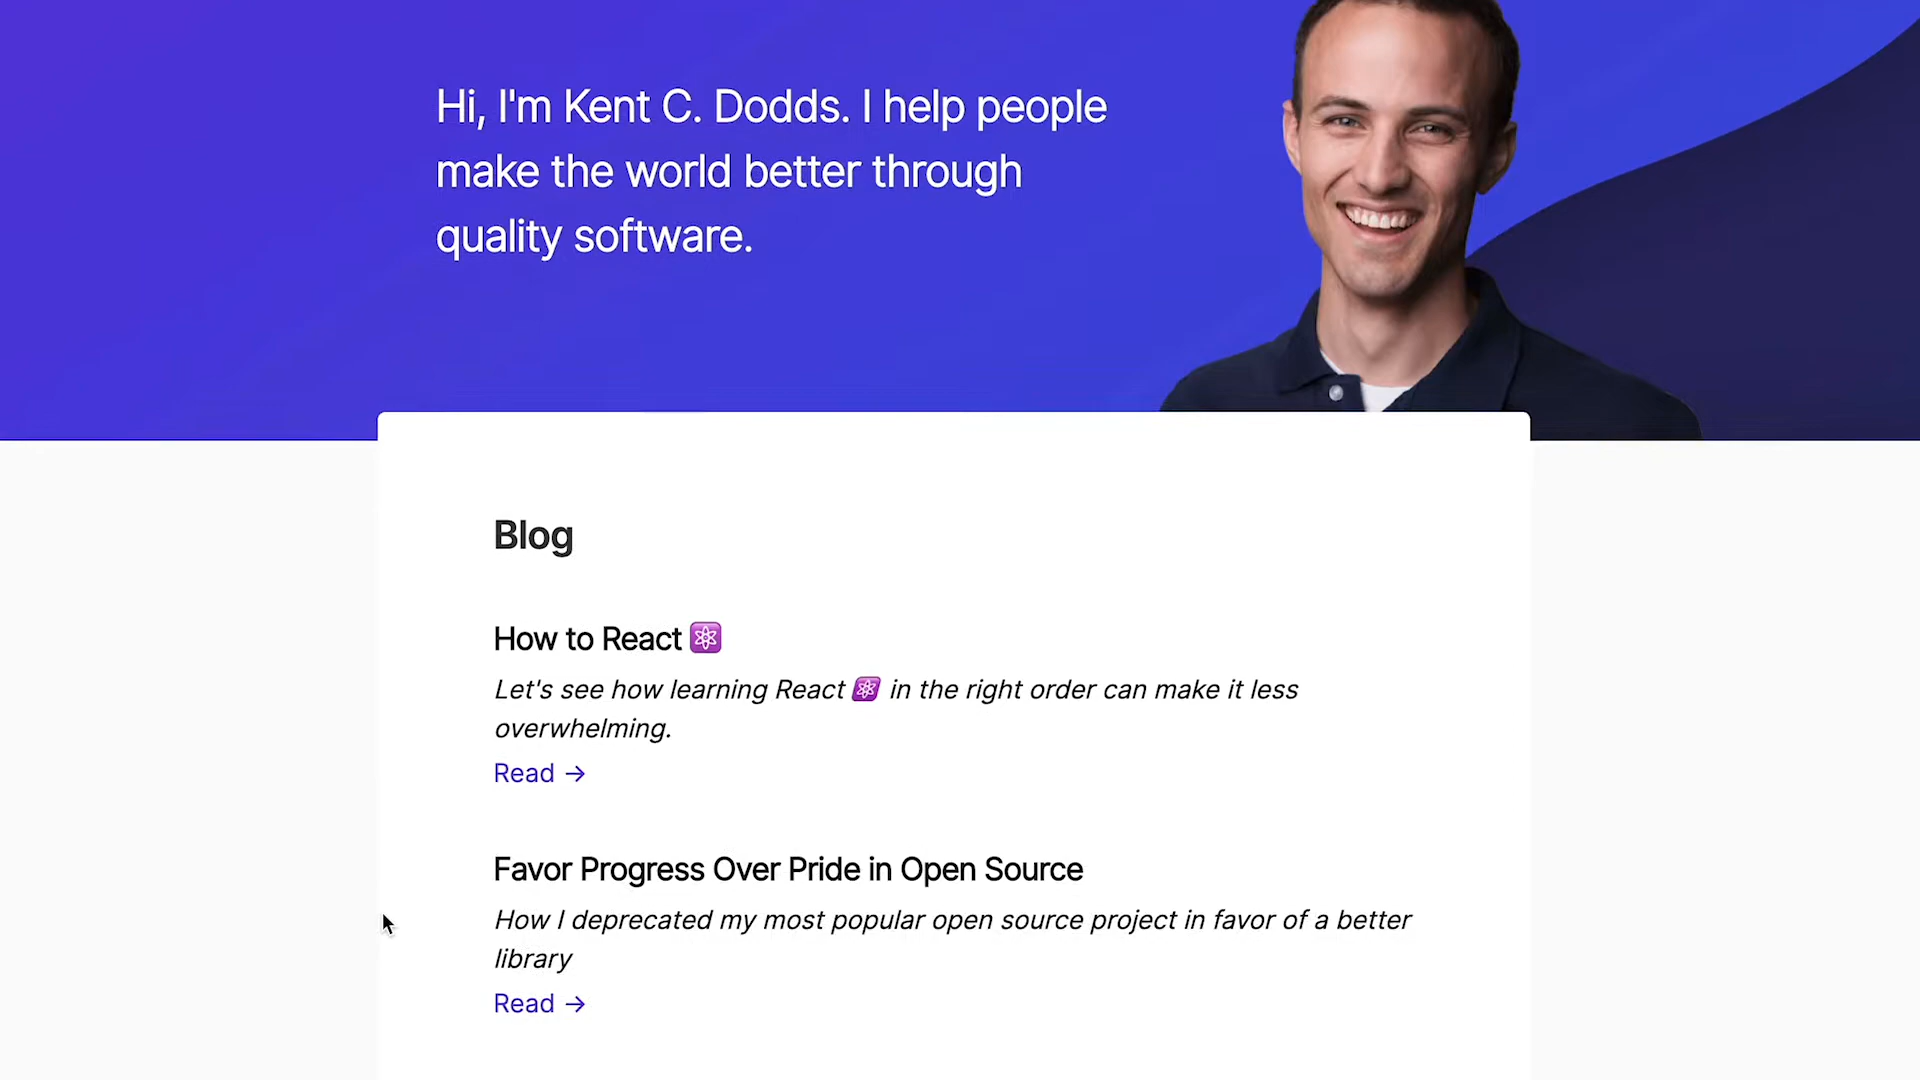 Hi, I'm Kent C. Dodds. I help people
make the world better through
quality software.
Blog
How to React ⚛️
Let's see how learning React ⚛️ in the right order can make it less
overwhelming.
Read →
Favor Progress Over Pride in Open Source
How I deprecated my most popular open source project in favor of a better
library
Read →